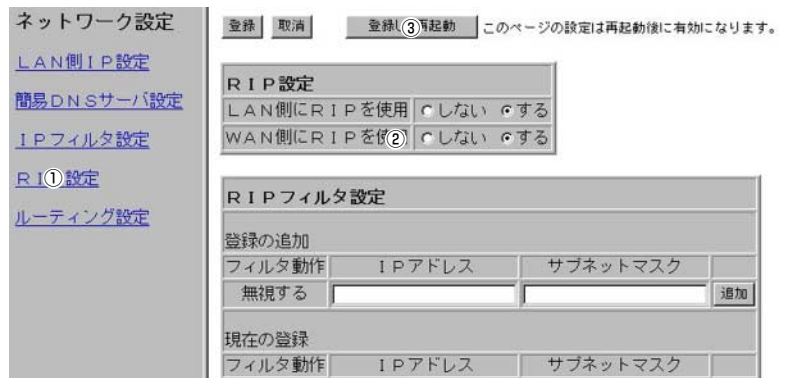 ネットワーク設定
LAN側IP設定
簡易DNSサーバ設定
IPフィルタ設定
RI①設定
ルーティング設定
登録 取消 登録し③再起動 このページの設定は再起動後に有効になります。
RIP設定
LAN側にRIPを使用 しない する
WAN側にRIPを使② しない する
RIPフィルタ設定
登録の追加
フィルタ動作 IPアドレス サブネットマスク
無視する 追加
現在の登録
フィルタ動作 IPアドレス サブネットマスク